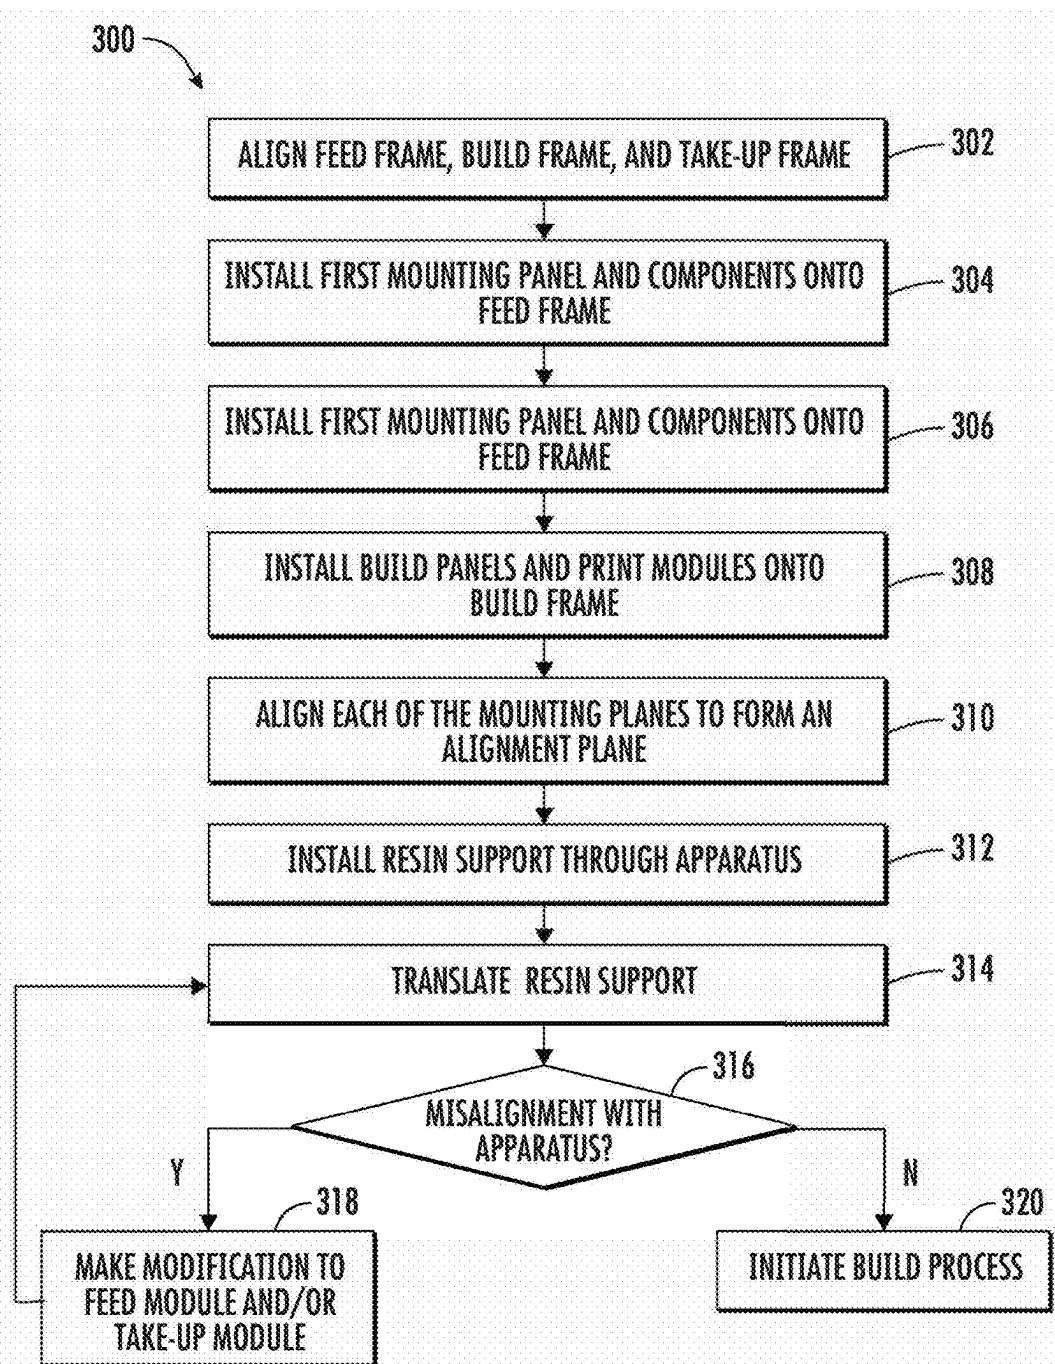 300
ALIGN FEED FRAME, BUILD FRAME, AND TAKE-UP FRAME
302
INSTALL FIRST MOUNTING PANEL AND COMPONENTS ONTO
FEED FRAME
304
INSTALL FIRST MOUNTING PANEL AND COMPONENTS ONTO
FEED FRAME
306
INSTALL BUILD PANELS AND PRINT MODULES ONTO
BUILD FRAME
308
ALIGN EACH OF THE MOUNTING PLANES TO FORM AN
ALIGNMENT PLANE
310
INSTALL RESIN SUPPORT THROUGH APPARATUS
312
TRANSLATE RESIN SUPPORT
314
316
MISALIGNMENT WITH
APPARATUS?
Y
N
318
MAKE MODIFICATION TO
FEED MODULE AND/OR
TAKE-UP MODULE
320
INITIATE BUILD PROCESS